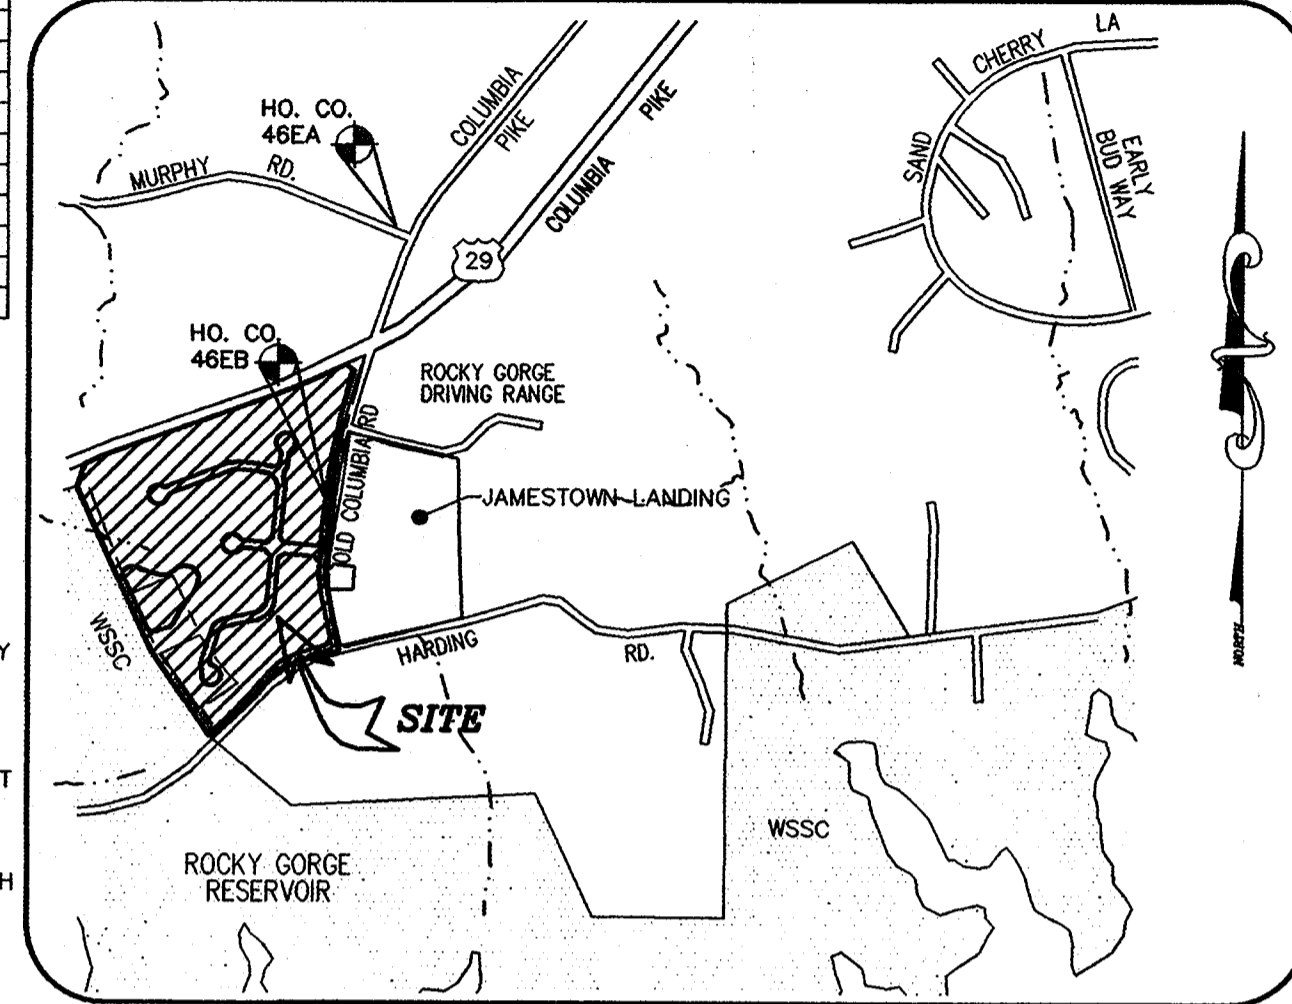 LA
CHERRY
SAND
EARLY
BUD WAY
COLUMBIA
PIKE
HO. CO.
46EA
MURPHY RD.
PIKE
COLUMBIA
29
HO. CO.
46EB
ROCKY GORGE
DRIVING RANGE
OLD COLUMBIA RD
JAMESTOWN LANDING
WSSC
HARDING RD.
NORTH
Y
SITE
T
WSSC
ROCKY GORGE
RESERVOIR
H